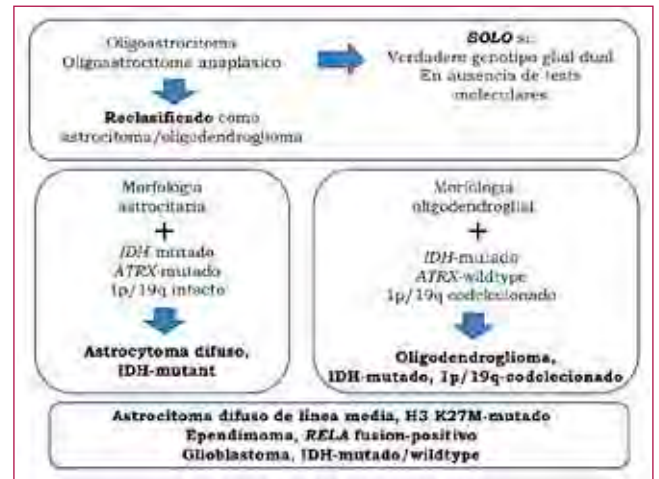 Oligoastrocitoma
Oligoastrocitoma anaplásico
Reclasificado como
astrocitoma/oligodendroglioma
SOLO si:
Verdadero genotipo glial dual
En ausencia de tests
moleculares
Morfología
astrocitaria
+
IDH-mutado
ATRX-mutado
1p/19q intacto
Astrocytoma difuso,
IDH-mutant
Morfología
oligodendroglial
+
IDH-mutado
ATRX-wildtype
1p/19q codelecionado
Oligodendroglioma,
IDH-mutado, 1p/19q-codelecionado
Astrocitoma difuso de línea media, H3 K27M-mutado
Ependimoma, RELA fusion-positivo
Glioblastoma, IDH-mutado/wildtype